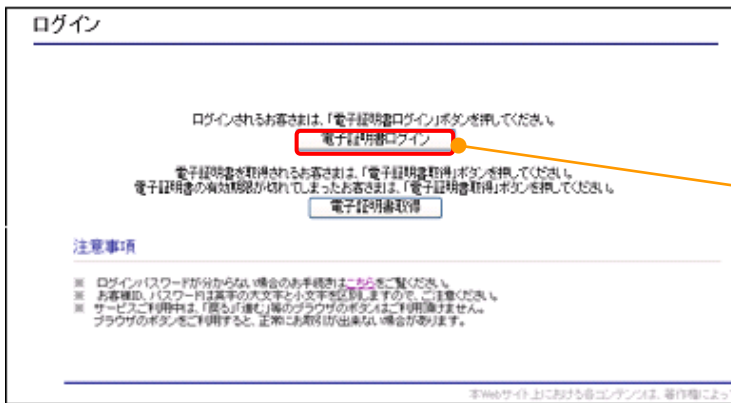 ログイン
ログインされるお客さまは、「電子証明書ログイン」ボタンを押してください。
電子証明書ログイン
電子証明書を取得されるお客さまは、「電子証明書取得」ボタンを押してください。
電子証明書の有効期限が切れてしまったお客さまは、「電子証明書取得」ボタンを押してください。
電子証明書取得
注意事項
※ ログインパスワードが分からない場合のお手続きはこちらをご覧ください。
※ お客様ID、パスワードは英字の大文字と小文字を区別しますので、ご注意ください。
※ サービスご利用中は、「戻る」「進む」等のブラウザのボタンはご利用頂けません。
ブラウザのボタンをご利用すると、正常にお取引が出来ない場合があります。
本Webサイト上における各コンテンツは、著作権によって